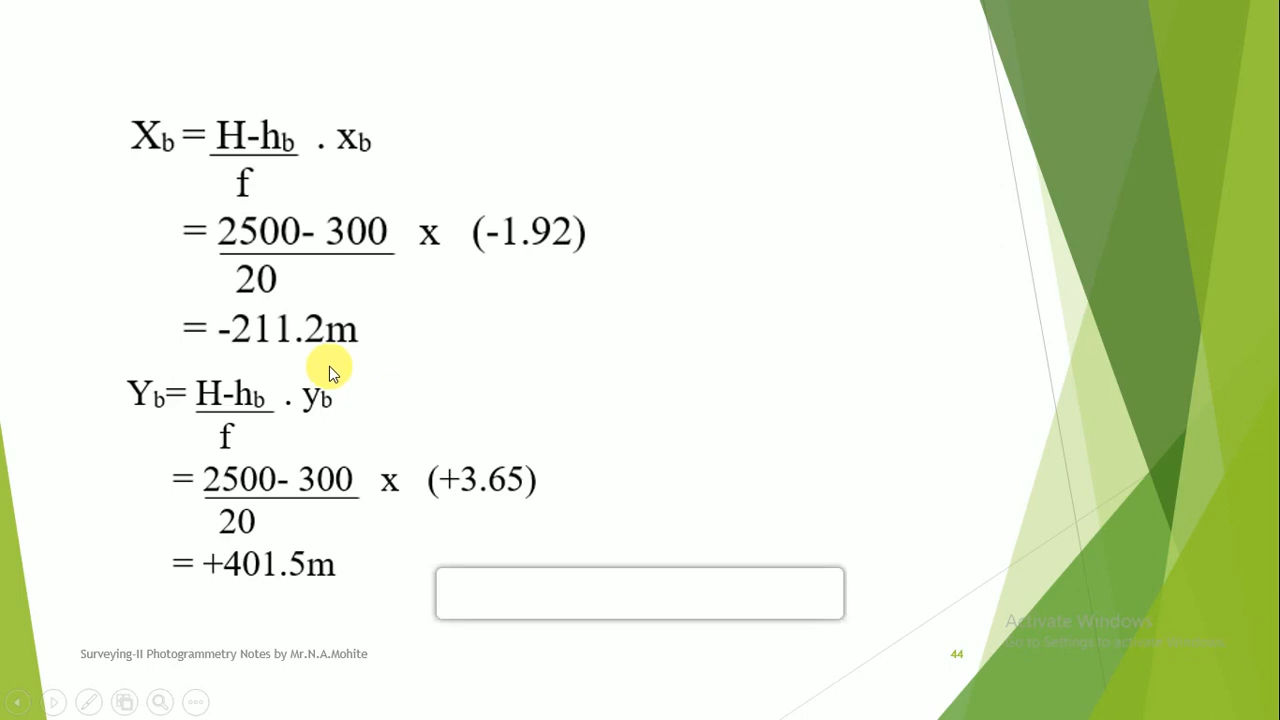 Xb = H-hb . xb
f
= 2500- 300 x (-1.92)
20
= -211.2m
Yb= H-hb . yb
f
= 2500- 300 x (+3.65)
20
= +401.5m
Activate Windows
Go to Settings to activate Windows.
Surveying-II Photogrammetry Notes by Mr.N.A.Mohite
44